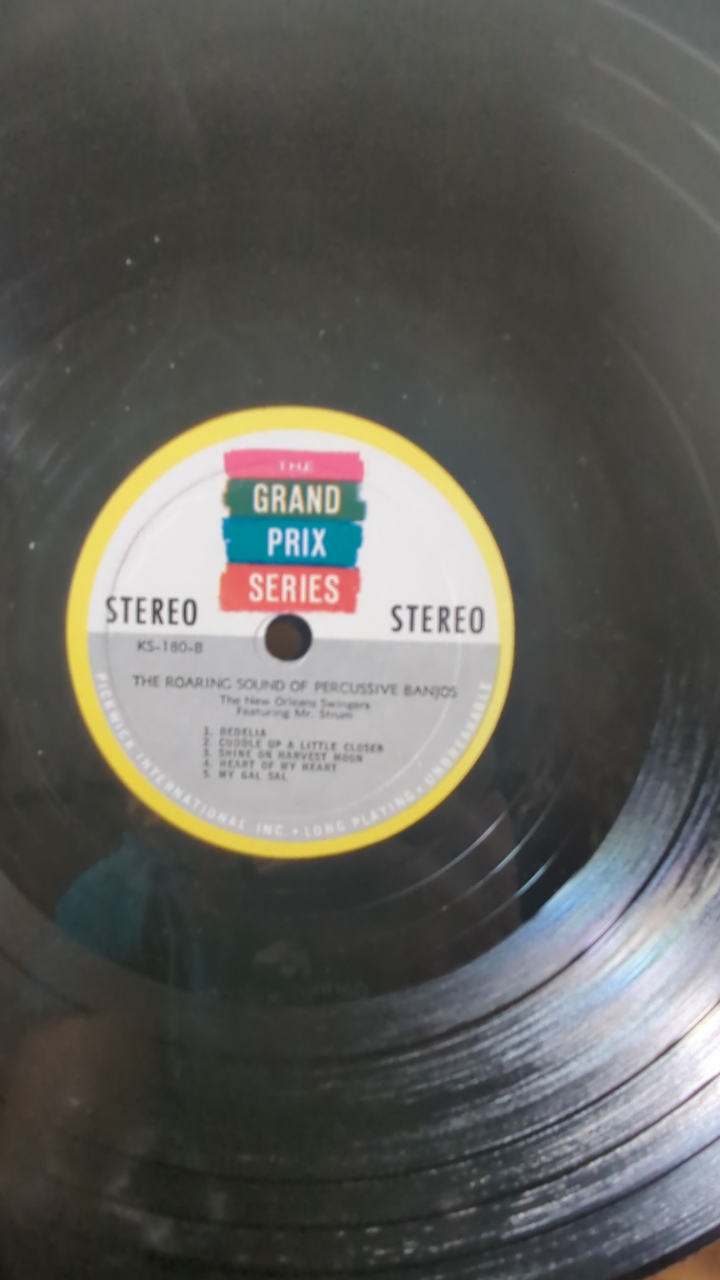 THE
GRAND
PRIX
SERIES
STEREO STEREO
KS-180-B
THE ROARING SOUND OF PERCUSSIVE BANJOS
The New Orleans Swingers
Featuring Mr. Strum
1. BEDELIA
2. CUDDLE UP A LITTLE CLOSER
3. SHINE ON HARVEST MOON
4. HEART OF MY HEART
5. MY GAL SAL
PICKWICK INTERNATIONAL INC. • LONG PLAYING • UNBREAKABLE